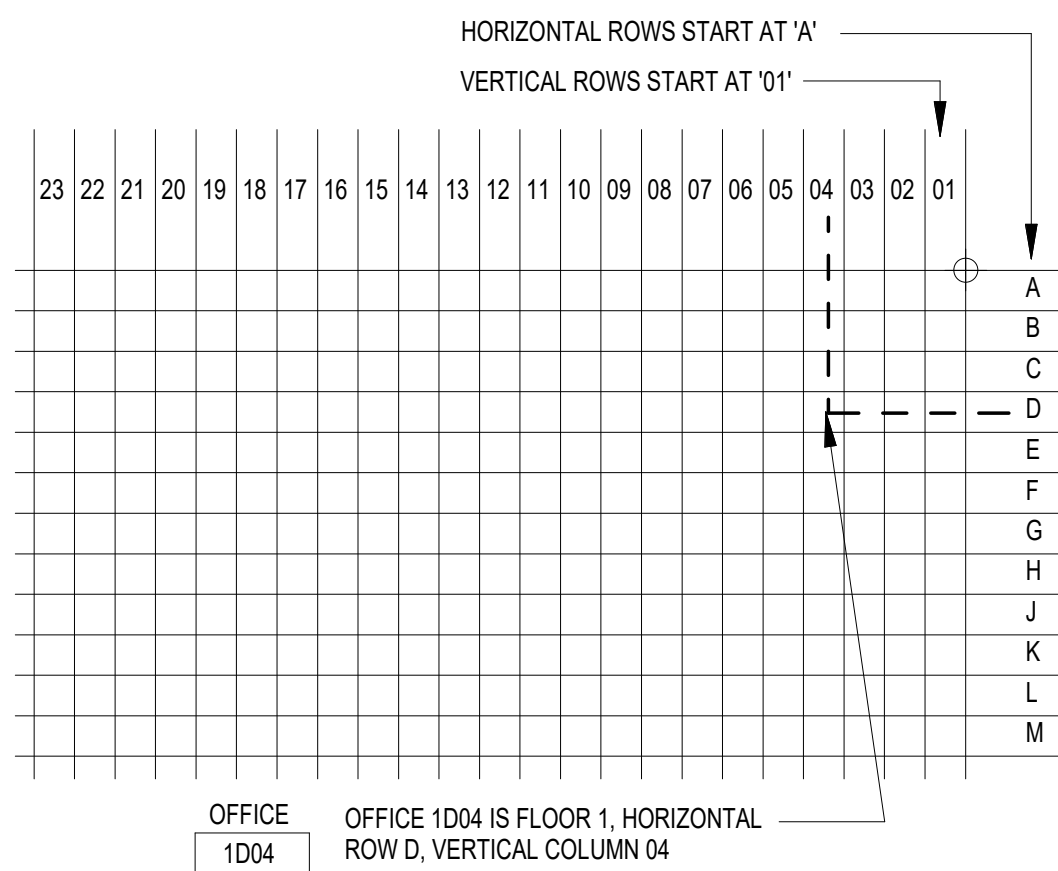 HORIZONTAL ROWS START AT 'A'
VERTICAL ROWS START AT '01'
23 22 21 20 19 18 17 16 15 14 13 12 11 10 09 08 07 06 05 04 03 02 01
A
B
C
D
E
F
G
H
J
K
L
M
OFFICE
1D04
OFFICE 1D04 IS FLOOR 1, HORIZONTAL
ROW D, VERTICAL COLUMN 04